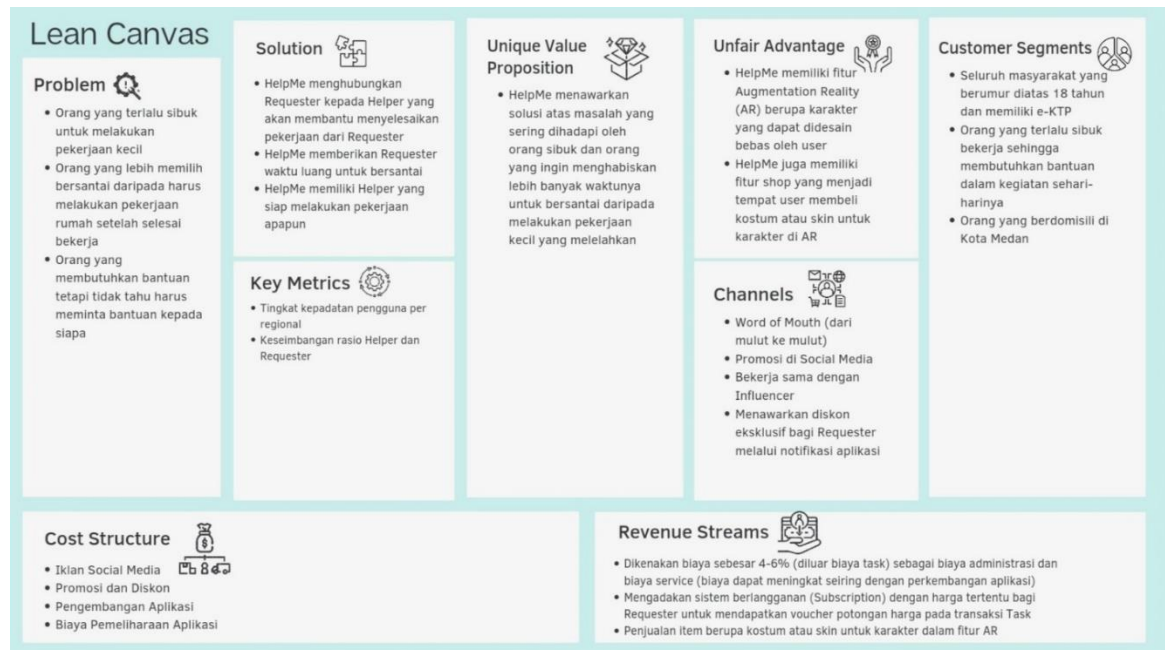 Lean Canvas
Problem
• Orang yang terlalu sibuk
untuk melakukan
pekerjaan kecil
• Orang yang lebih memilih
bersantai daripada harus
melakukan pekerjaan
rumah setelah selesai
bekerja
• Orang yang
membutuhkan bantuan
tetapi tidak tahu harus
meminta bantuan kepada
siapa
Solution
• HelpMe menghubungkan
Requester kepada Helper yang
akan membantu menyelesaikan
pekerjaan dari Requester
• HelpMe memberikan Requester
waktu luang untuk bersantai
• HelpMe memiliki Helper yang
siap melakukan pekerjaan
apapun
Key Metrics
• Tingkat kepadatan pengguna per
regional
• Keseimbangan rasio Helper dan
Requester
Unique Value
Proposition
• HelpMe menawarkan
solusi atas masalah yang
sering dihadapi oleh
orang sibuk dan orang
yang ingin menghabiskan
lebih banyak waktunya
untuk bersantai daripada
melakukan pekerjaan
kecil yang melelahkan
Unfair Advantage
• HelpMe memiliki fitur
Augmentation Reality
(AR) berupa karakter
yang dapat didesain
bebas oleh user
• HelpMe juga memiliki
fitur shop yang menjadi
tempat user membeli
kostum atau skin untuk
karakter di AR
Channels
• Word of Mouth (dari
mulut ke mulut)
• Promosi di Social Media
• Bekerja sama dengan
Influencer
• Menawarkan diskon
eksklusif bagi Requester
melalui notifikasi aplikasi
Customer Segments
• Seluruh masyarakat yang
berumur diatas 18 tahun
dan memiliki e-KTP
• Orang yang terlalu sibuk
bekerja sehingga
membutuhkan bantuan
dalam kegiatan sehari-
harinya
• Orang yang berdomisili di
Kota Medan
Cost Structure
• Iklan Social Media
• Promosi dan Diskon
• Pengembangan Aplikasi
• Biaya Pemeliharaan Aplikasi
Revenue Streams
• Dikenakan biaya sebesar 4-6% (diluar biaya task) sebagai biaya administrasi dan
biaya service (biaya dapat meningkat seiring dengan perkembangan aplikasi)
• Mengadakan sistem berlangganan (Subscription) dengan harga tertentu bagi
Requester untuk mendapatkan voucher potongan harga pada transaksi Task
• Penjualan item berupa kostum atau skin untuk karakter dalam fitur AR